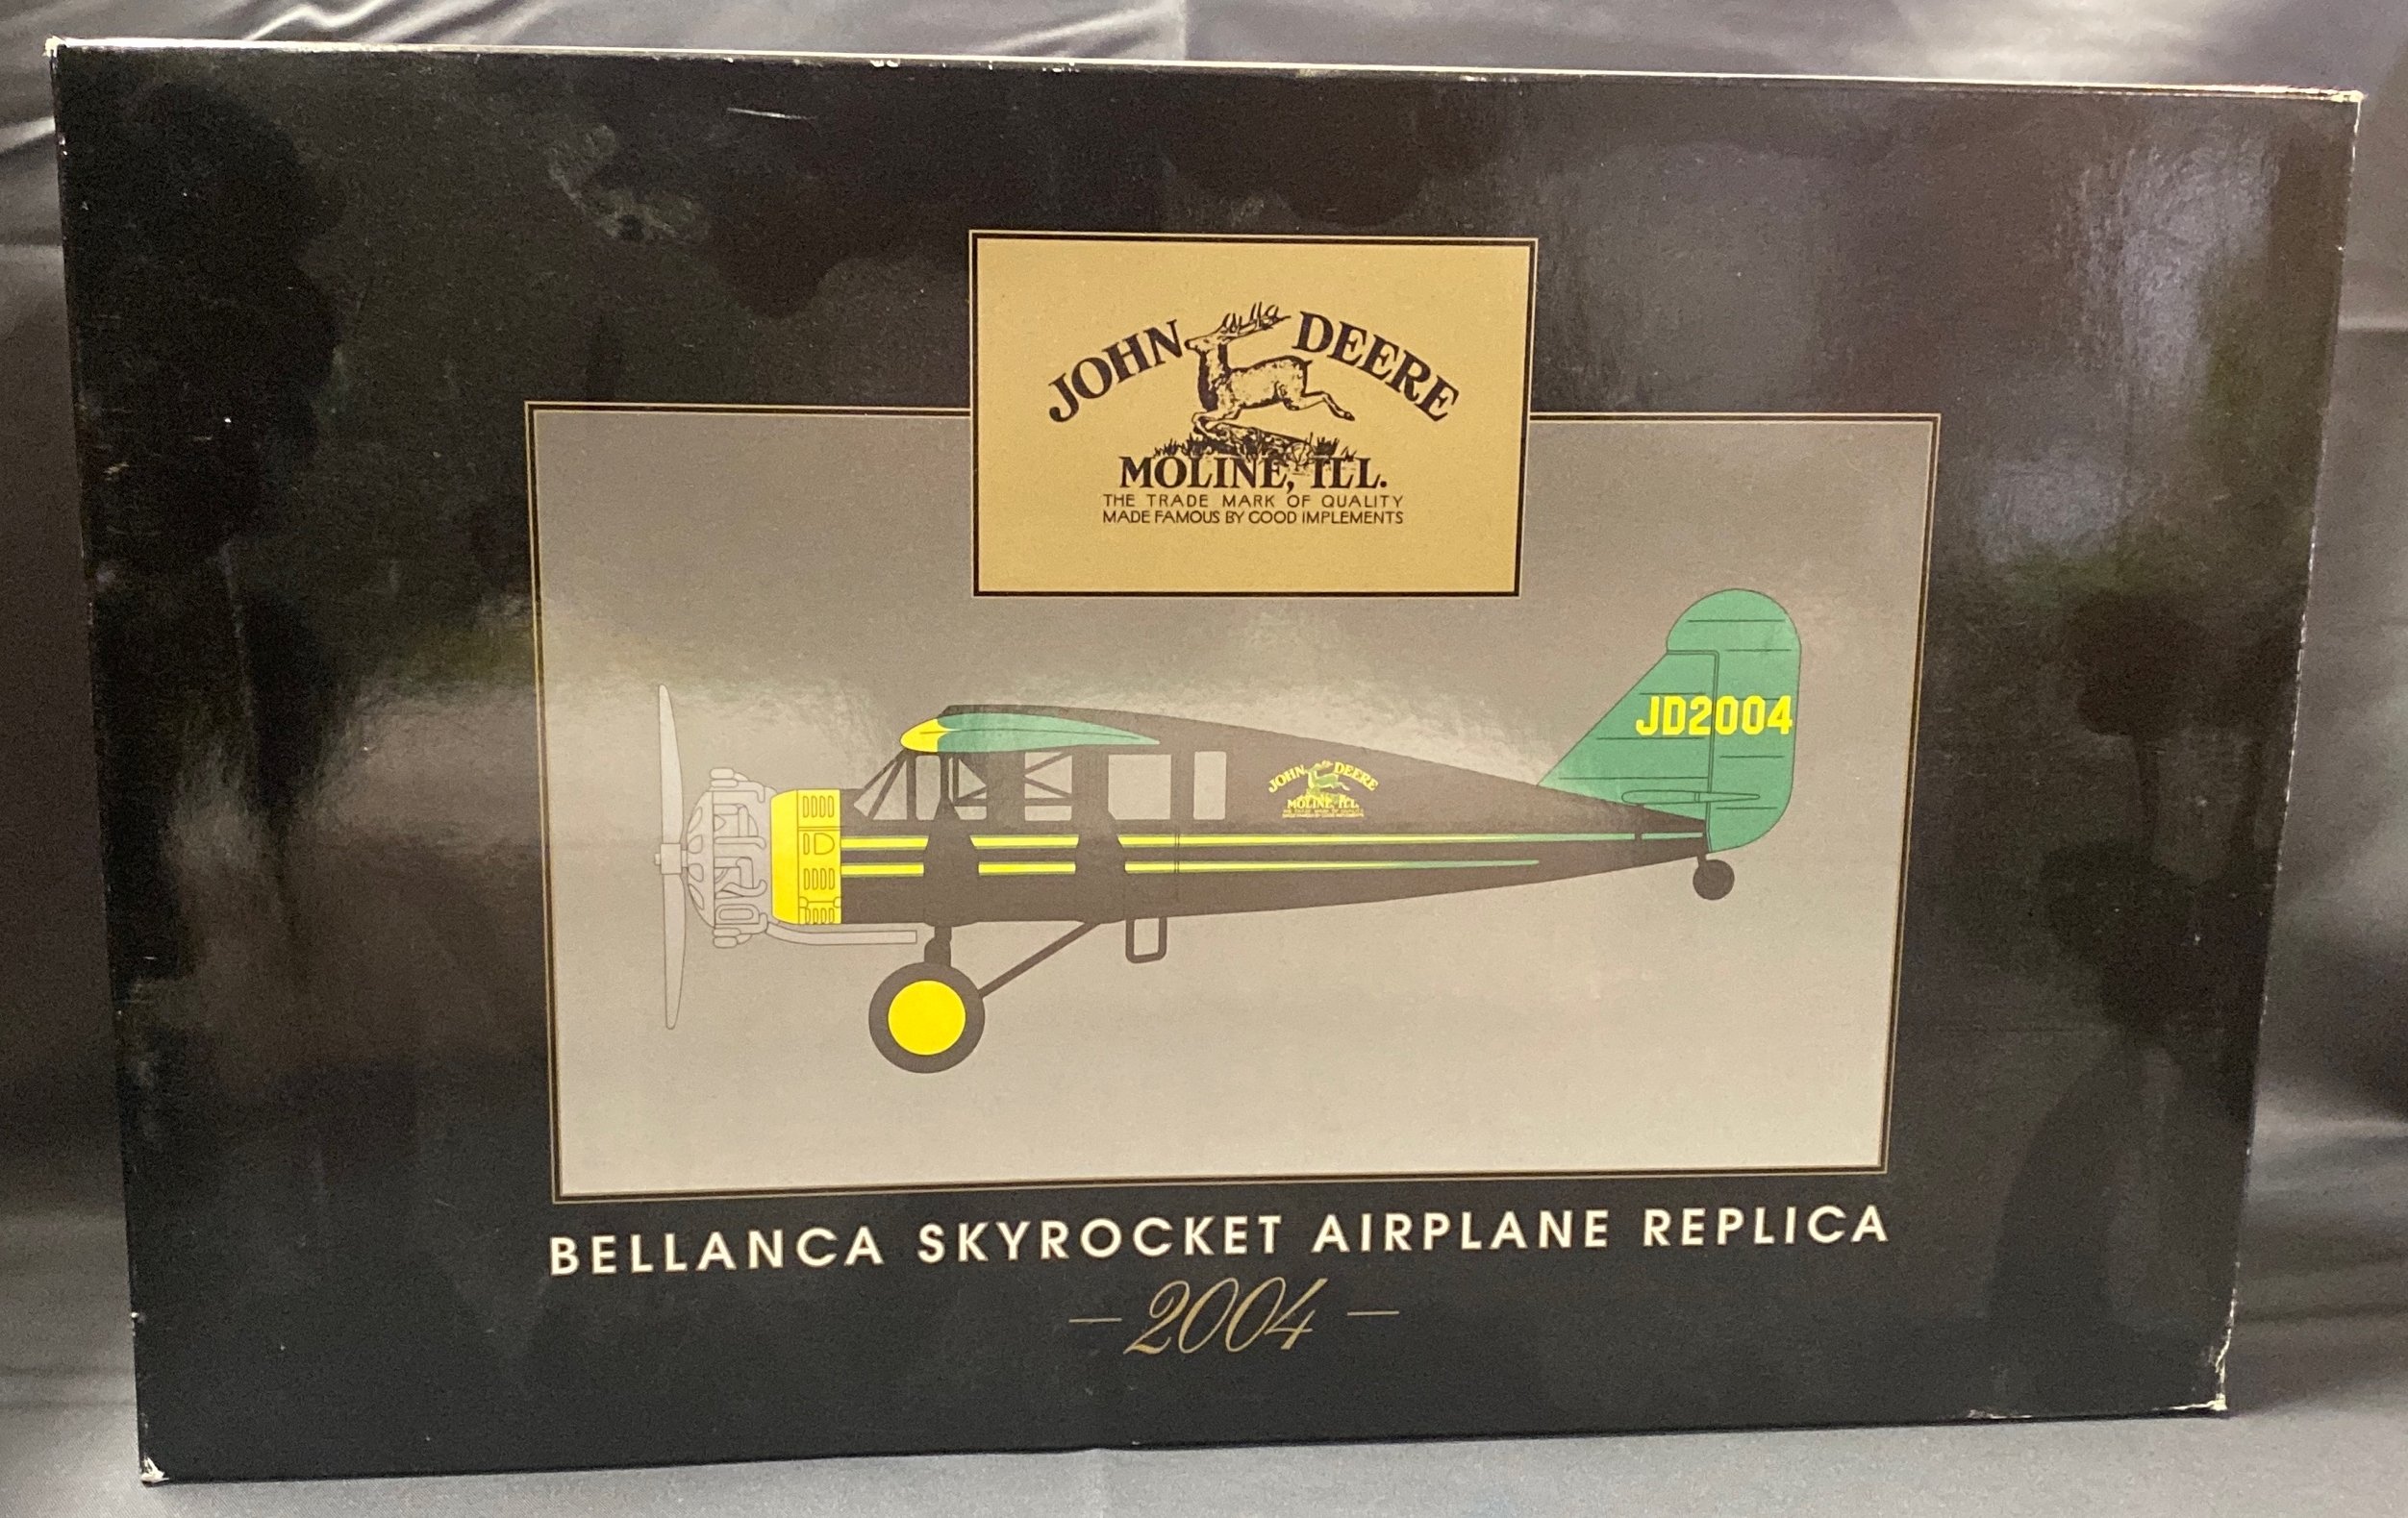 JOHN DEERE
MOLINE, ILL.
THE TRADE MARK OF QUALITY
MADE FAMOUS BY GOOD IMPLEMENTS
JD2004
JOHN DEERE
MOLINE, ILL.
BELLANCA SKYROCKET AIRPLANE REPLICA
— 2004 —